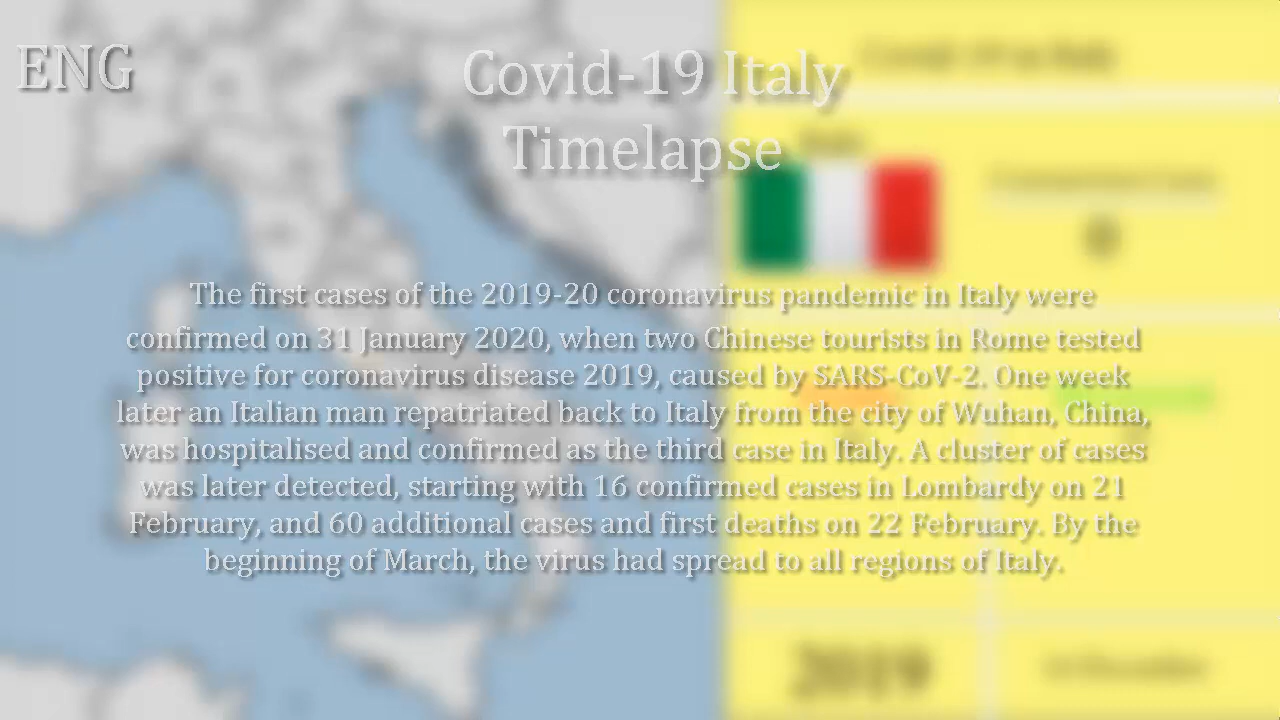 ENG
Covid-19 Italy
Timelapse
The first cases of the 2019-20 coronavirus pandemic in Italy were
confirmed on 31 January 2020, when two Chinese tourists in Rome tested
positive for coronavirus disease 2019, caused by SARS-CoV-2. One week
later an Italian man repatriated back to Italy from the city of Wuhan, China,
was hospitalised and confirmed as the third case in Italy. A cluster of cases
was later detected, starting with 16 confirmed cases in Lombardy on 21
February, and 60 additional cases and first deaths on 22 February. By the
beginning of March, the virus had spread to all regions of Italy.
2019